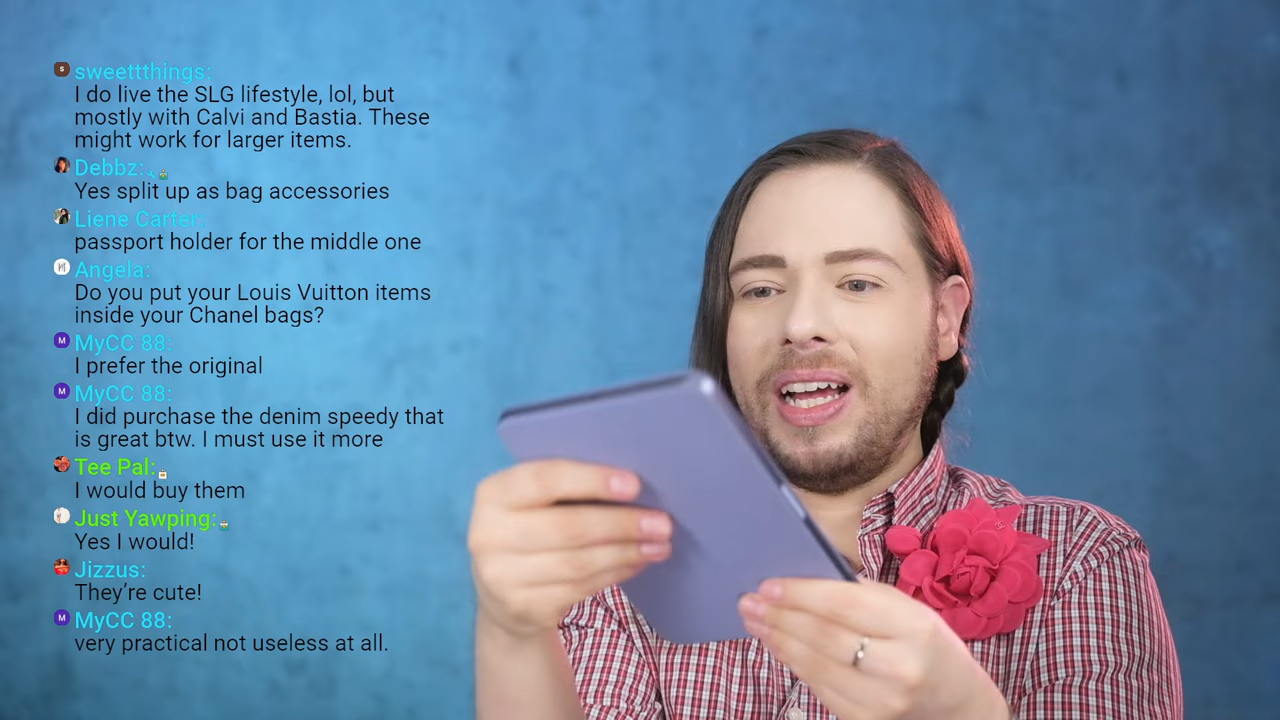 sweettthings:
I do live the SLG lifestyle, lol, but
mostly with Calvi and Bastia. These
might work for larger items.
Debbz:
Yes split up as bag accessories
Liene Carter:
passport holder for the middle one
Angela:
Do you put your Louis Vuitton items
inside your Chanel bags?
MyCC 88:
I prefer the original
MyCC 88:
I did purchase the denim speedy that
is great btw. I must use it more
Tee Pal:
I would buy them
Just Yawping:
Yes I would!
Jizzus:
They’re cute!
MyCC 88:
very practical not useless at all.